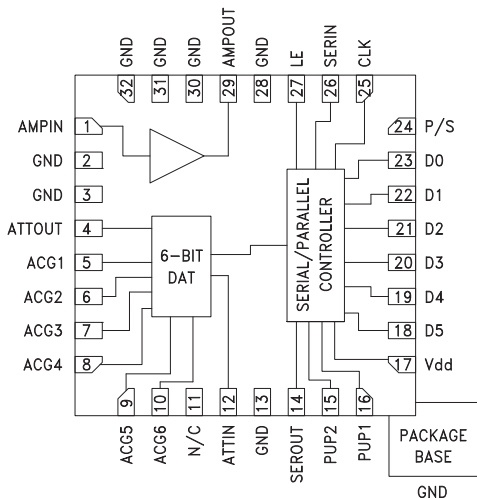 GND
GND
GND
AMPOUT
GND
LE
SERIN
CLK
32
31
30
29
28
27
26
25
AMPIN
1
GND
2
GND
3
ATTOUT
4
ACG1
5
ACG2
6
ACG3
7
ACG4
8
6-BIT
DAT
SERIAL/PARALLEL
CONTROLLER
24
P/S
23
D0
22
D1
21
D2
20
D3
19
D4
18
D5
17
Vdd
9
10
11
12
13
14
15
16
ACG5
ACG6
N/C
ATTIN
GND
SEROUT
PUP2
PUP1
PACKAGE
BASE
GND